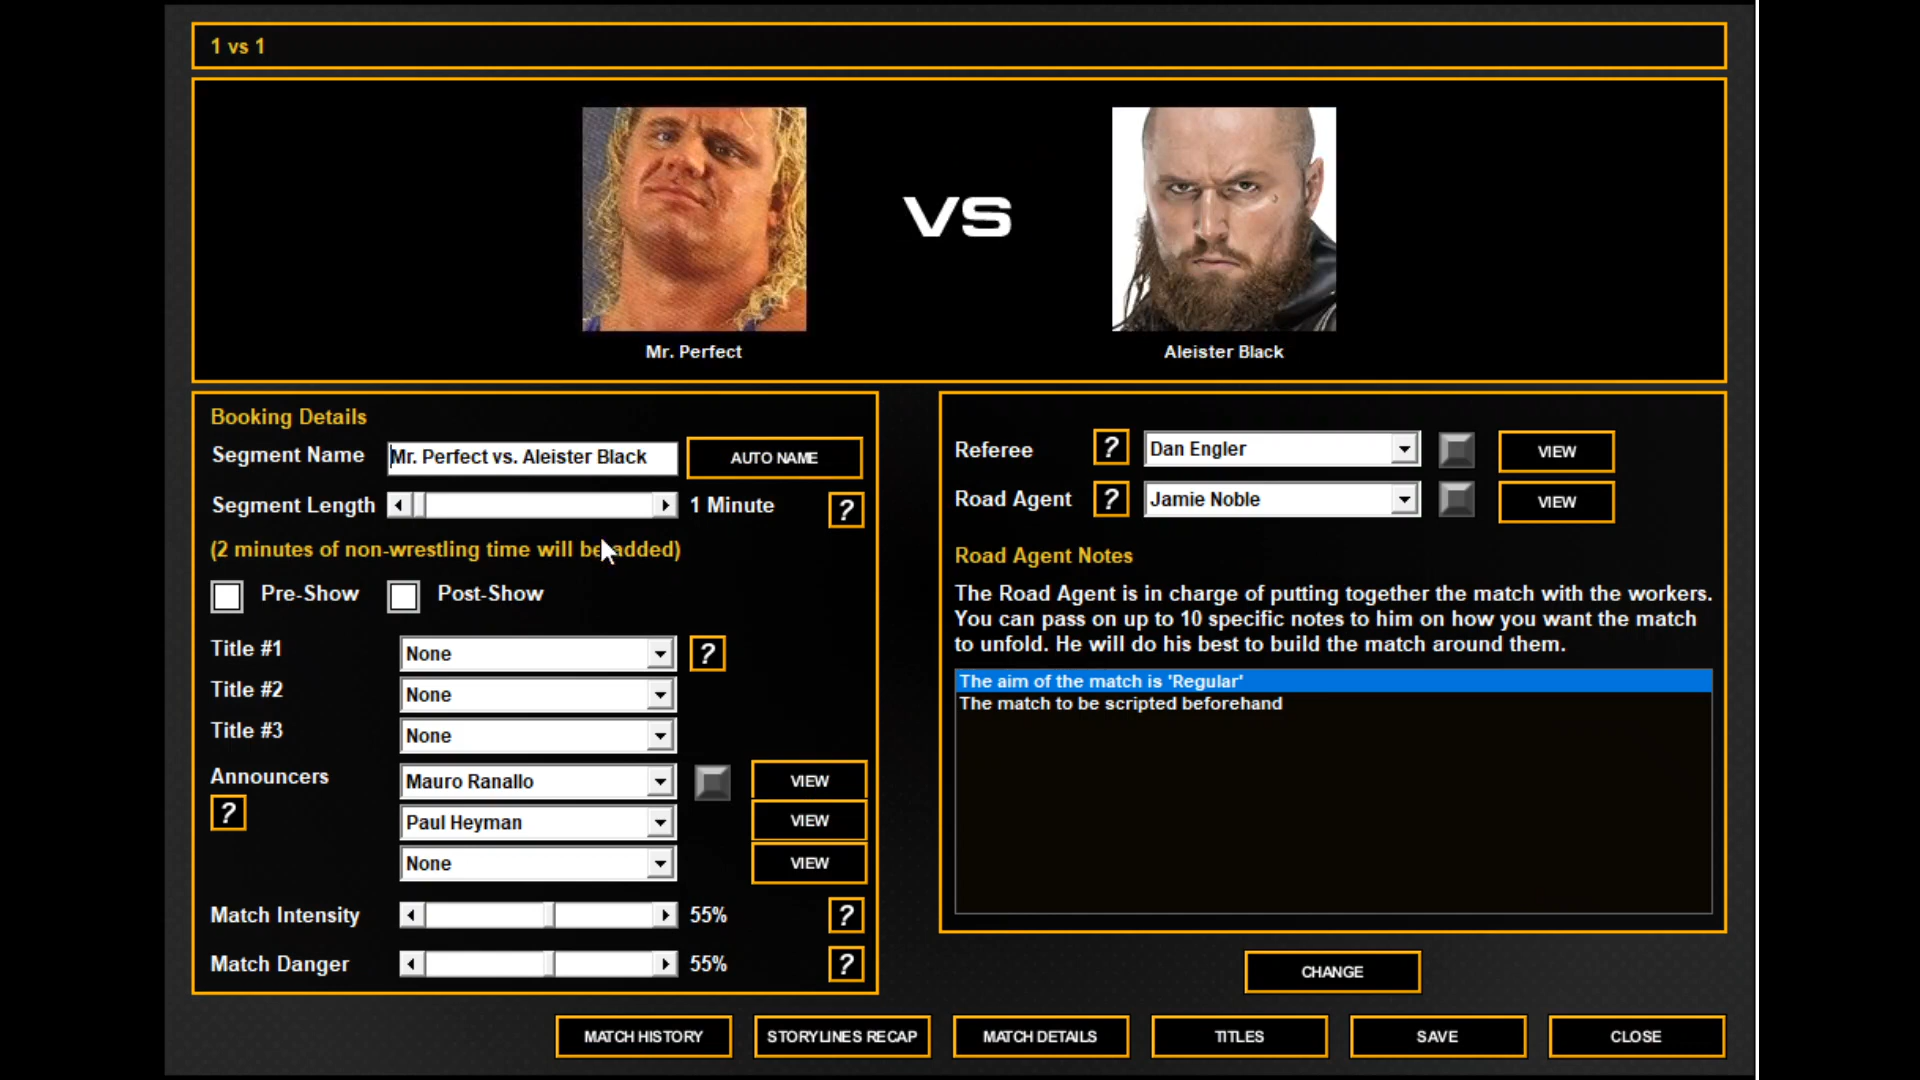 1 vs 1
VS
Mr. Perfect
Aleister Black
Booking Details
Segment Name
Mr. Perfect vs. Aleister Black
AUTO NAME
Segment Length
1 Minute
?
(2 minutes of non-wrestling time will be added)
Pre-Show
Post-Show
Title #1
None
?
Title #2
None
Title #3
None
Announcers
Mauro Ranallo
VIEW
?
Paul Heyman
VIEW
None
VIEW
Match Intensity
55%
?
Match Danger
55%
?
Referee
?
Dan Engler
VIEW
Road Agent
?
Jamie Noble
VIEW
Road Agent Notes
The Road Agent is in charge of putting together the match with the workers.
You can pass on up to 10 specific notes to him on how you want the match
to unfold. He will do his best to build the match around them.
The aim of the match is 'Regular'
The match to be scripted beforehand
CHANGE
MATCH HISTORY
STORYLINES RECAP
MATCH DETAILS
TITLES
SAVE
CLOSE